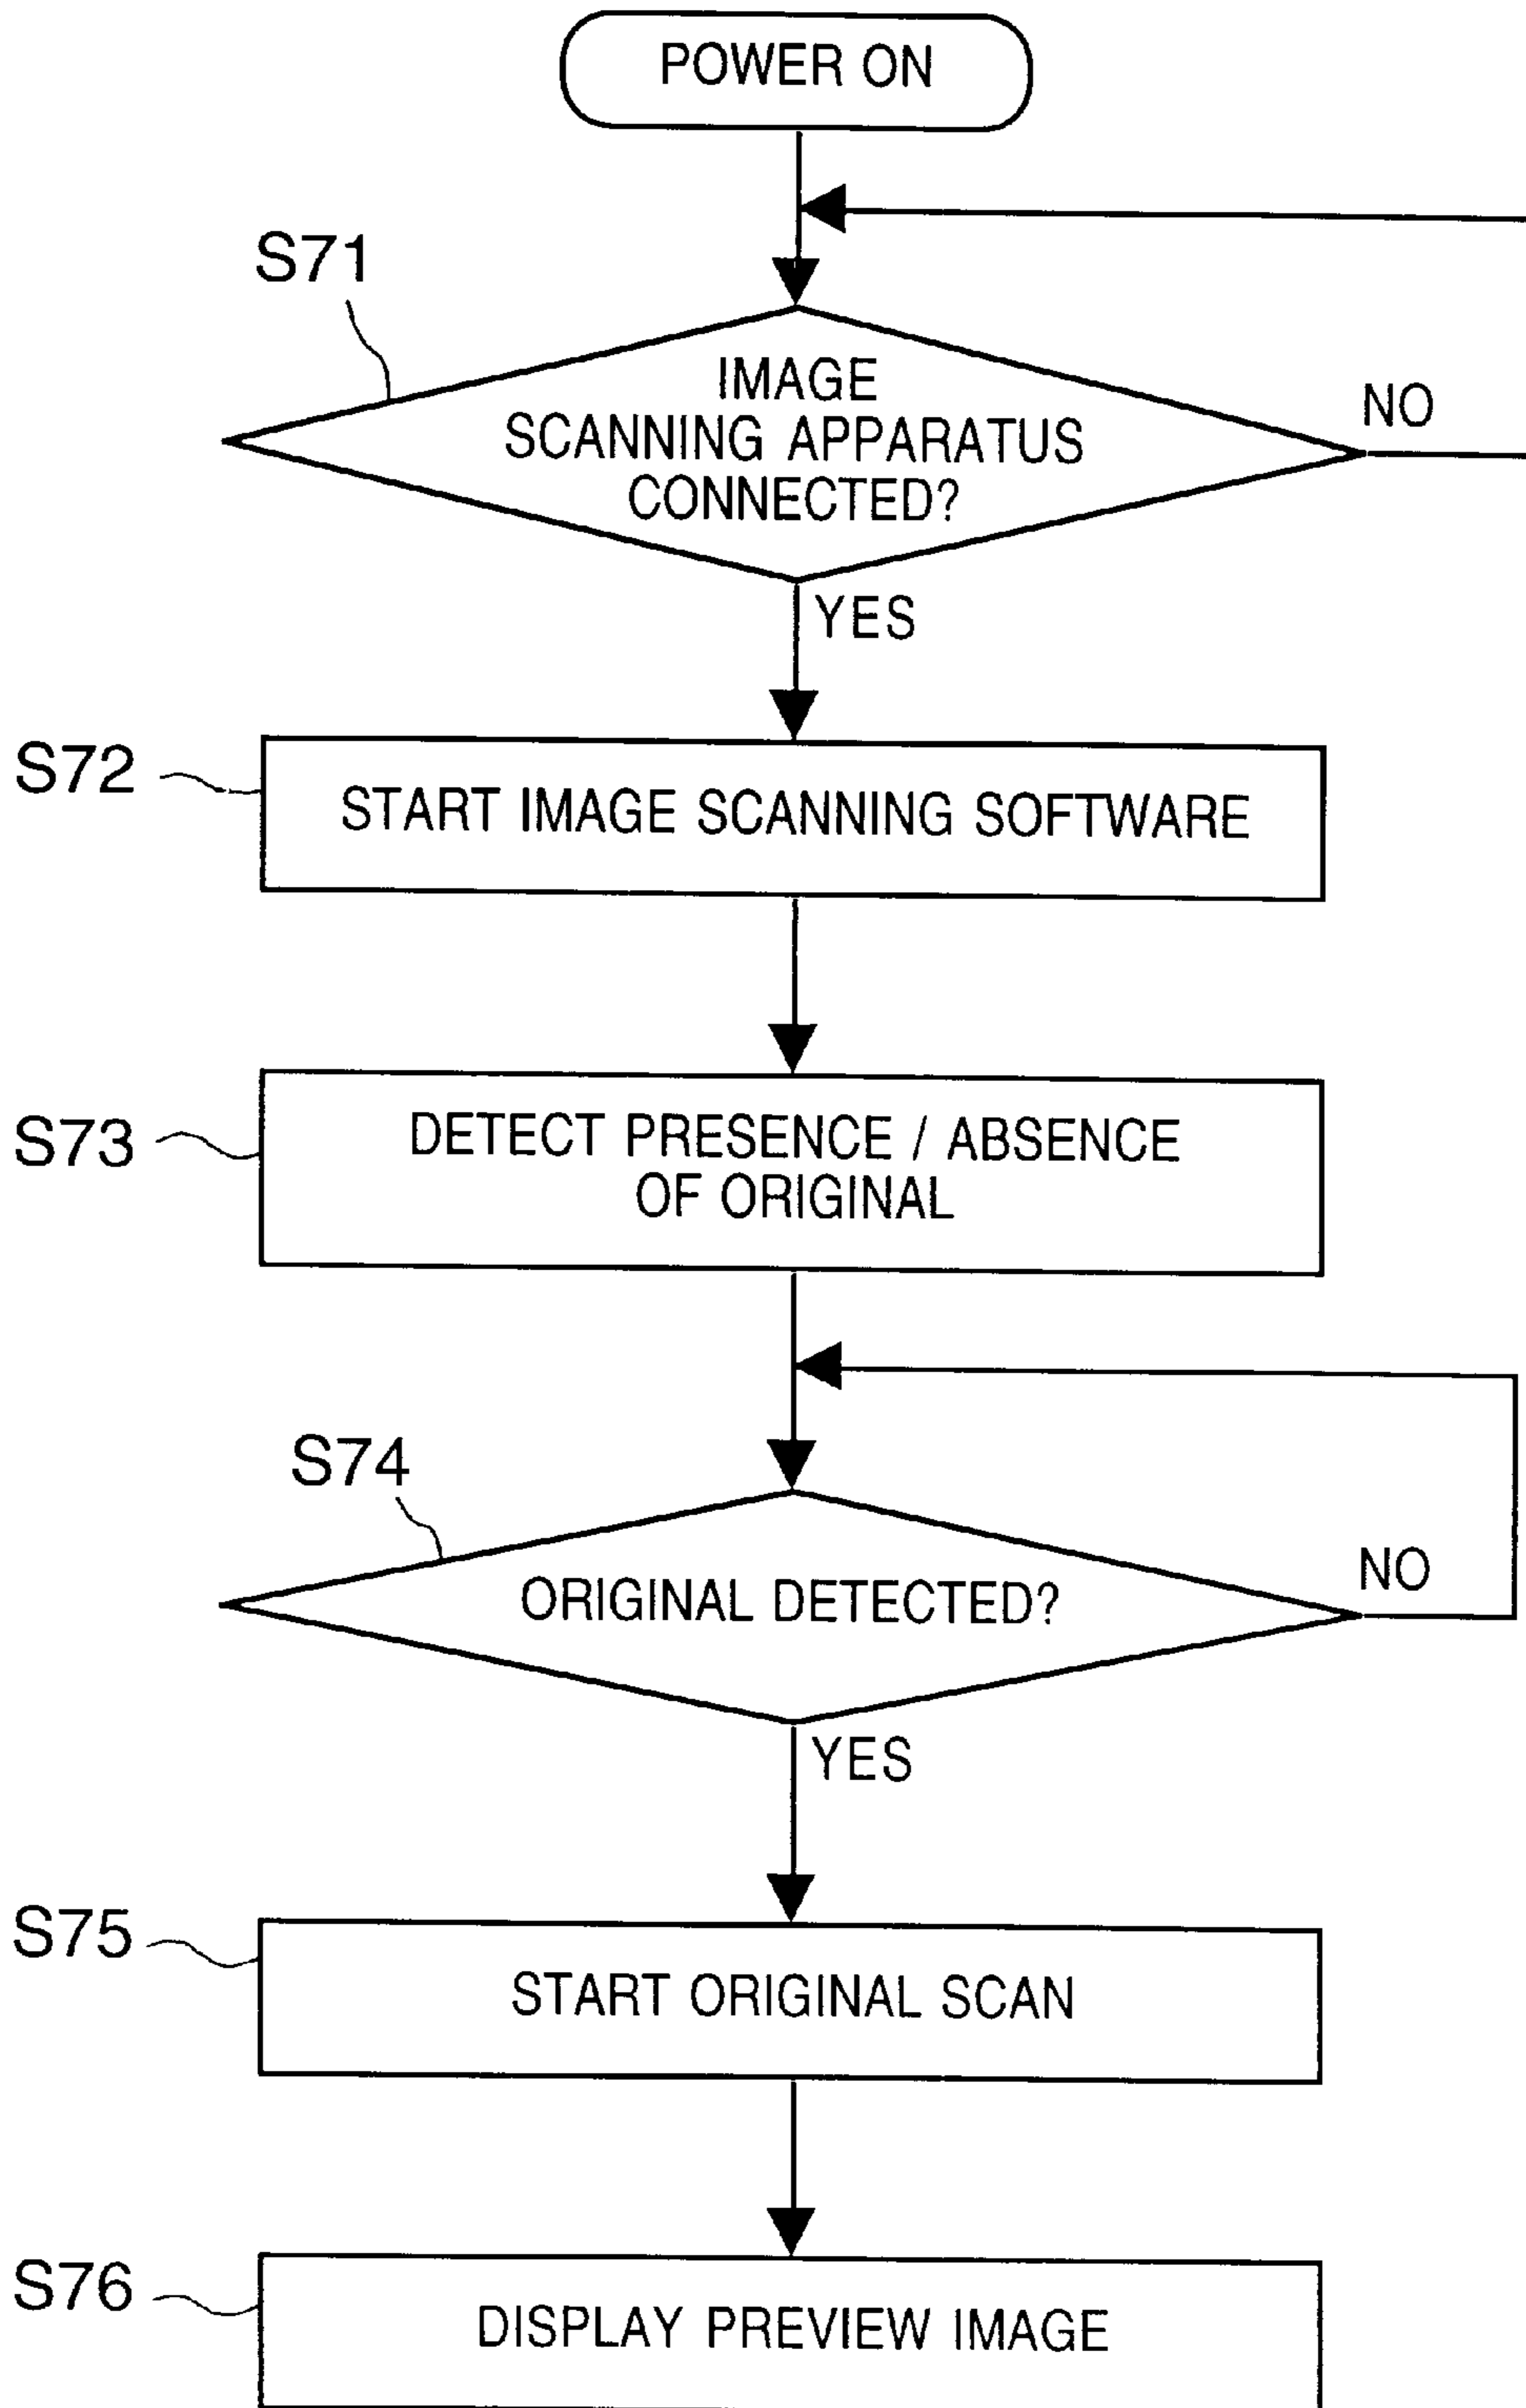 POWER ON
S71
IMAGE
SCANNING APPARATUS
CONNECTED?
NO
YES
S72
START IMAGE SCANNING SOFTWARE
S73
DETECT PRESENCE / ABSENCE
OF ORIGINAL
S74
ORIGINAL DETECTED?
NO
YES
S75
START ORIGINAL SCAN
S76
DISPLAY PREVIEW IMAGE